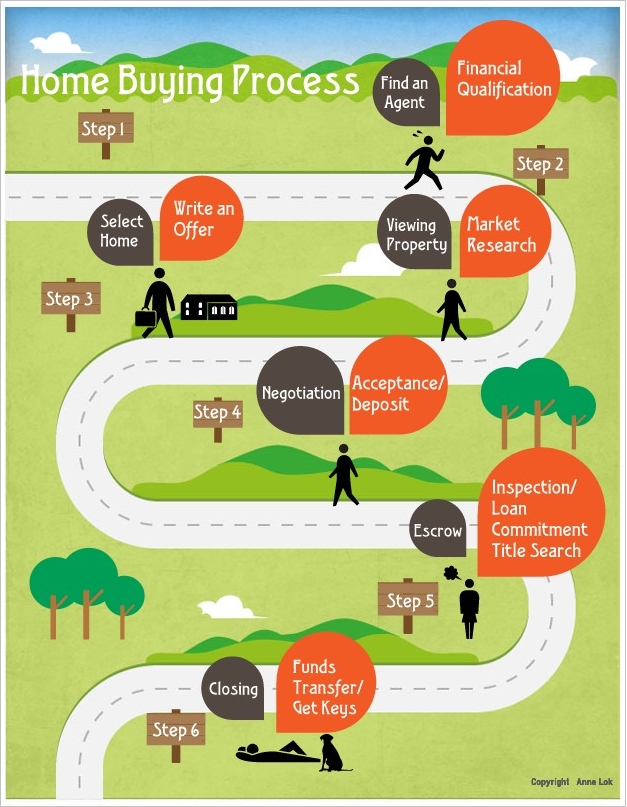 Home Buying Process
Step 1
Find an
Agent
Financial
Qualification
Step 2
Viewing
Property
Market
Research
Select
Home
Write an
Offer
Step 3
Step 4
Negotiation
Acceptance/
Deposit
Escrow
Inspection/
Loan
Commitment
Title Search
Step 5
Closing
Funds
Transfer/
Get Keys
Step 6
Copyright Anna Lok